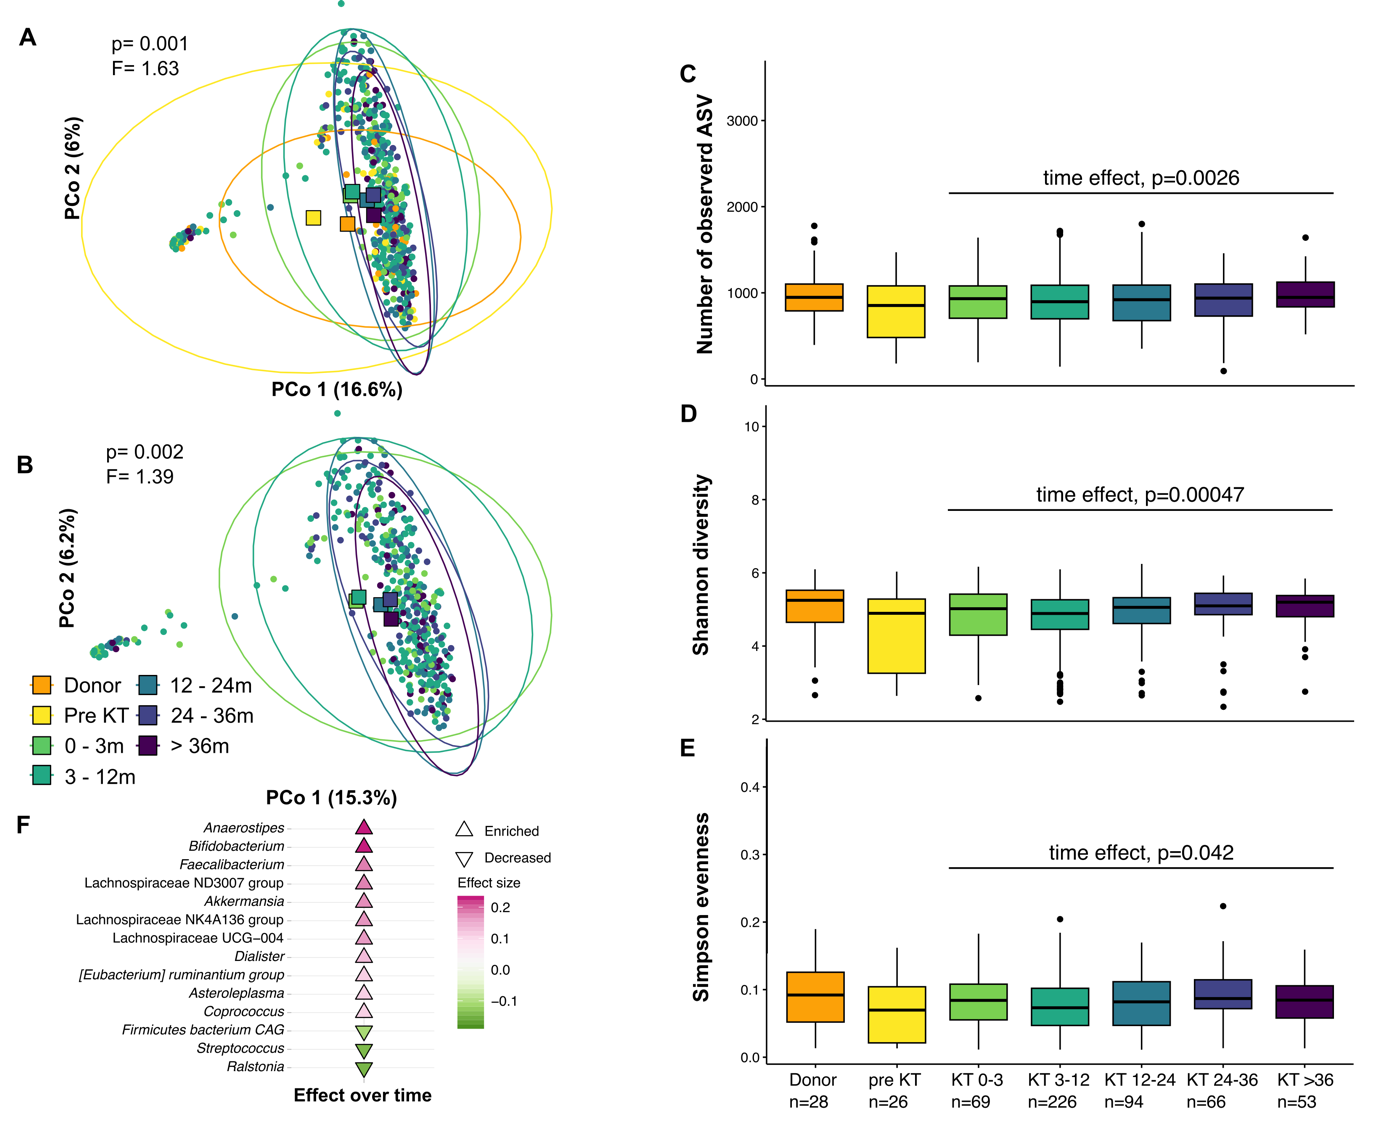 A
p= 0.001
F= 1.63
PCo 2 (6%)
PCo 1 (16.6%)
B
p= 0.002
F= 1.39
PCo 2 (6.2%)
Donor
12 - 24m
Pre KT
24 - 36m
0 - 3m
> 36m
3 - 12m
PCo 1 (15.3%)
F
Anaerostipes
Bifidobacterium
Faecalibacterium
Lachnospiraceae ND3007 group
Akkermansia
Lachnospiraceae NK4A136 group
Lachnospiraceae UCG−004
Dialister
[Eubacterium] ruminantium group
Asteroleplasma
Coprococcus
Firmicutes bacterium CAG
Streptococcus
Ralstonia
Effect over time
Enriched
Decreased
Effect size
0.2
0.1
0.0
−0.1
C
Number of observerd ASV
3000
2000
1000
0
time effect, p=0.0026
D
Shannon diversity
10
8
6
4
2
time effect, p=0.00047
E
Simpson evenness
0.4
0.3
0.2
0.1
0.0
time effect, p=0.042
Donor
n=28
pre KT
n=26
KT 0-3
n=69
KT 3-12
n=226
KT 12-24
n=94
KT 24-36
n=66
KT >36
n=53